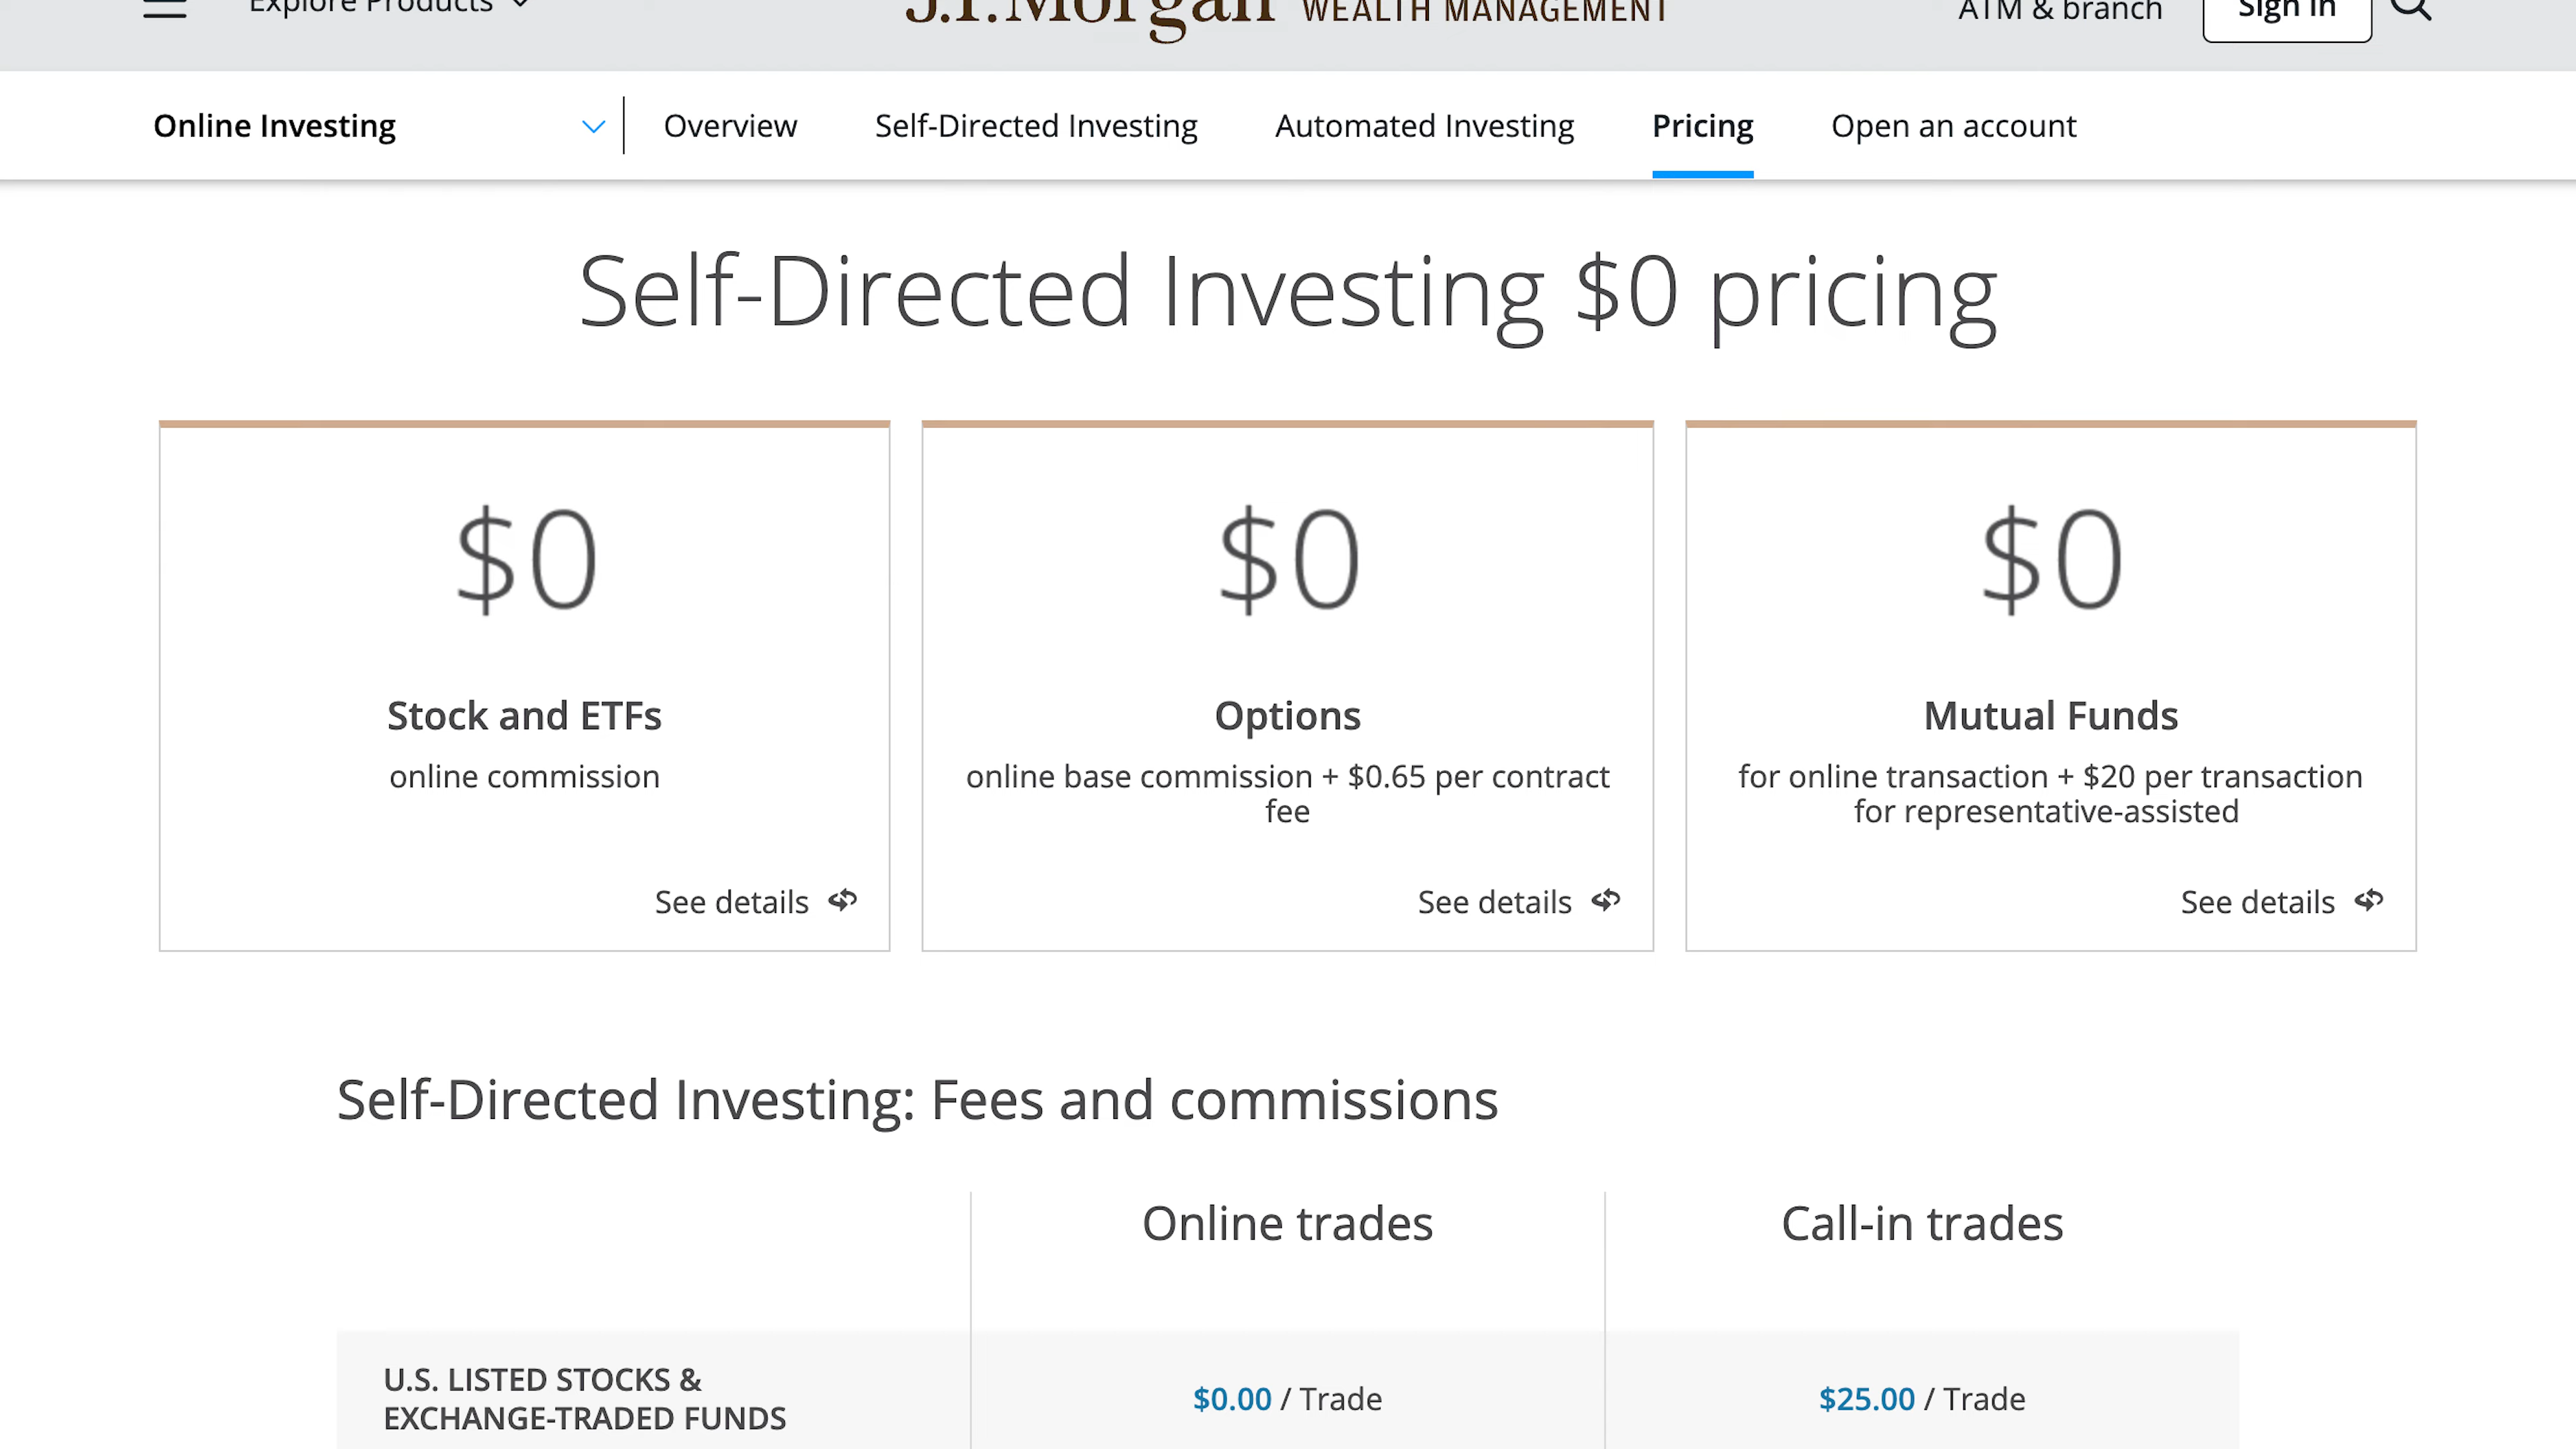 Explore Products
J.P.Morgan WEALTH MANAGEMENT
ATM & branch
Sign in
Online Investing
Overview
Self-Directed Investing
Automated Investing
Pricing
Open an account
Self-Directed Investing $0 pricing
$0
Stock and ETFs
online commission
See details
$0
Options
online base commission + $0.65 per contract
fee
See details
$0
Mutual Funds
for online transaction + $20 per transaction
for representative-assisted
See details
Self-Directed Investing: Fees and commissions
Online trades
Call-in trades
U.S. LISTED STOCKS &
EXCHANGE-TRADED FUNDS
$0.00 / Trade
$25.00 / Trade